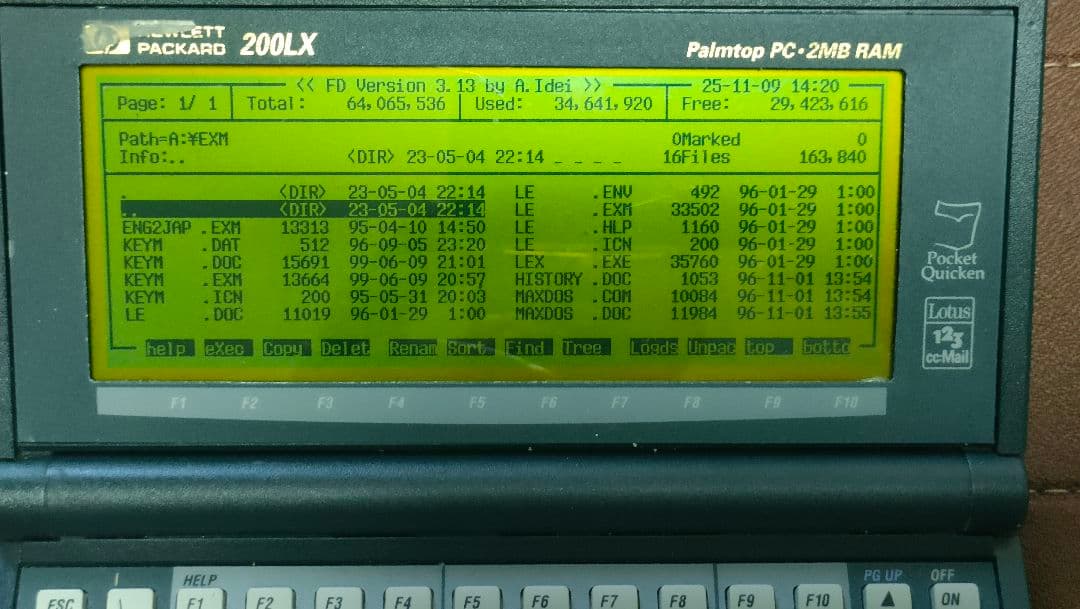 HEWLETT
PACKARD 200LX
Palmtop PC•2MB RAM
<< FD Version 3.13 by A.Idei >> 25-11-09 14:20
Page: 1/ 1 Total: 64,065,536 Used: 34,641,920 Free: 29,423,616
Path=A:¥EXM 0Marked 0
Info:.. <DIR> 23-05-04 22:14 _ _ _ _ 16Files 163,840
. <DIR> 23-05-04 22:14 LE .ENV 492 96-01-29 1:00
.. <DIR> 23-05-04 22:14 LE .EXM 33502 96-01-29 1:00
ENG2JAP .EXM 13313 95-04-10 14:50 LE .HLP 1160 96-01-29 1:00
KEYM .DAT 512 96-09-05 23:20 LE .ICN 200 96-01-29 1:00
KEYM .DOC 15691 99-06-09 21:01 LEX .EXE 35760 96-01-29 1:00
KEYM .EXM 13664 99-06-09 20:57 HISTORY .DOC 1053 96-11-01 13:54
KEYM .ICN 200 95-05-31 20:03 MAXDOS .COM 10084 96-11-01 13:54
LE .DOC 11019 96-01-29 1:00 MAXDOS .DOC 11984 96-11-01 13:55
help eXec Copy Delet Renam Sort Find Tree Logds Unpac top botto
F1 F2 F3 F4 F5 F6 F7 F8 F9 F10
Pocket
Quicken
Lotus
123
cc:Mail
HELP PG UP OFF
ESC \ F1 F2 F3 F4 F5 F6 F7 F8 F9 F10 ▲ ON